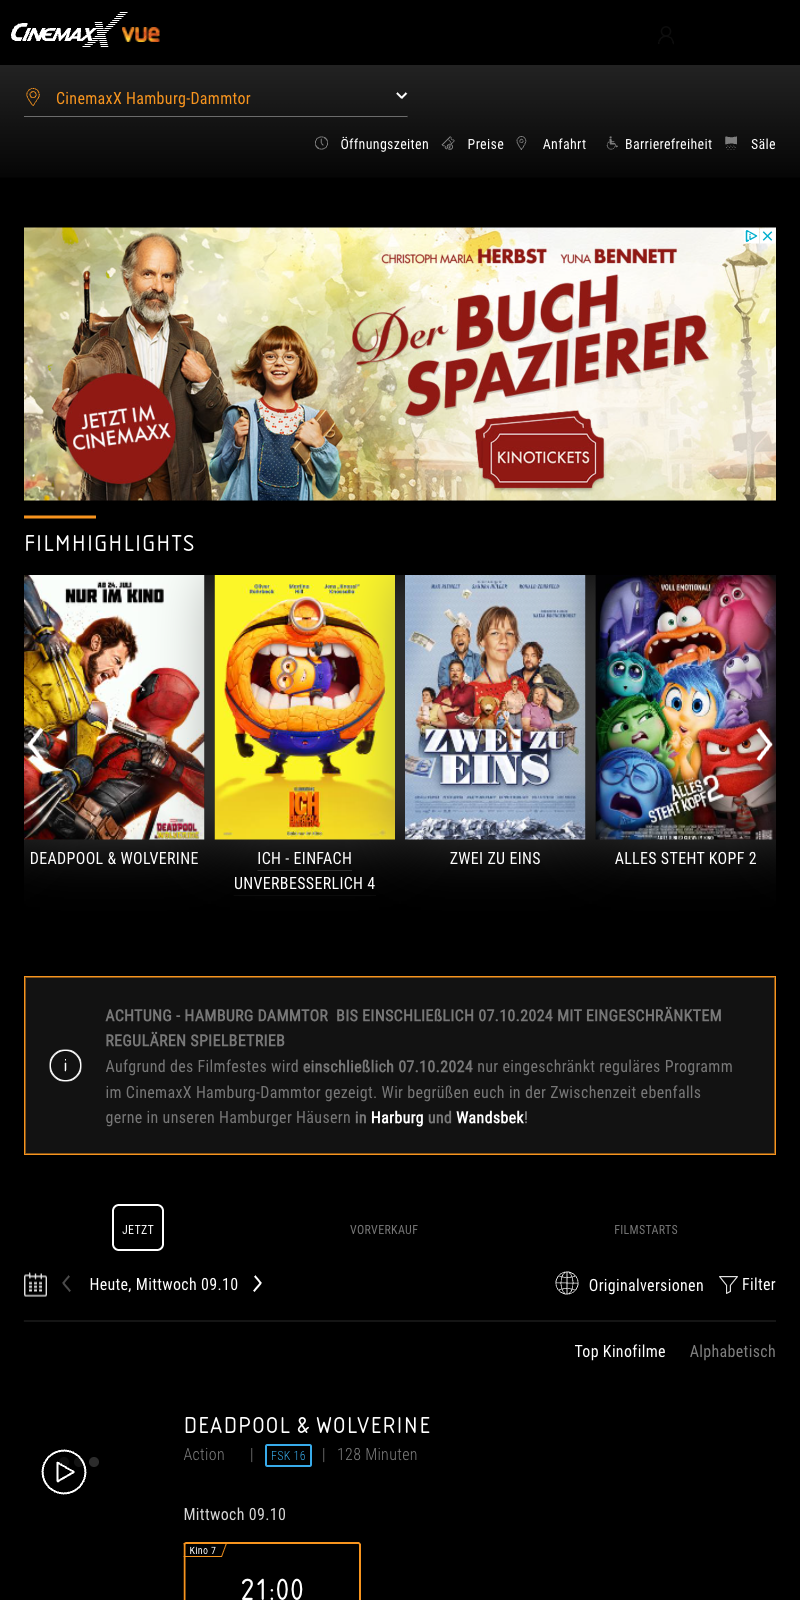 CINEMAXX vue
CinemaxX Hamburg-Dammtor
Öffnungszeiten Preise Anfahrt Barrierefreiheit Säle
CHRISTOPH MARIA HERBST YUNA BENNETT
Der BUCH
SPAZIERER
JETZT IM
CINEMAXX
KINOTICKETS
FILMHIGHLIGHTS
AB 24. JULI
NUR IM KINO
DEADPOOL
ICH
ZWEI ZU
EINS
VOLL EMOTIONAL!
ALLES
STEHT KOPF 2
DEADPOOL & WOLVERINE
ICH - EINFACH
UNVERBESSERLICH 4
ZWEI ZU EINS
ALLES STEHT KOPF 2
ACHTUNG - HAMBURG DAMMTOR BIS EINSCHLIEßLICH 07.10.2024 MIT EINGESCHRÄNKTEM
REGULÄREN SPIELBETRIEB
Aufgrund des Filmfestes wird einschließlich 07.10.2024 nur eingeschränkt reguläres Programm
im CinemaxX Hamburg-Dammtor gezeigt. Wir begrüßen euch in der Zwischenzeit ebenfalls
gerne in unseren Hamburger Häusern in Harburg und Wandsbek!
JETZT VORVERKAUF FILMSTARTS
Heute, Mittwoch 09.10 Originalversionen Filter
Top Kinofilme Alphabetisch
DEADPOOL & WOLVERINE
Action | FSK 16 | 128 Minuten
Mittwoch 09.10
Kino 7
21:00